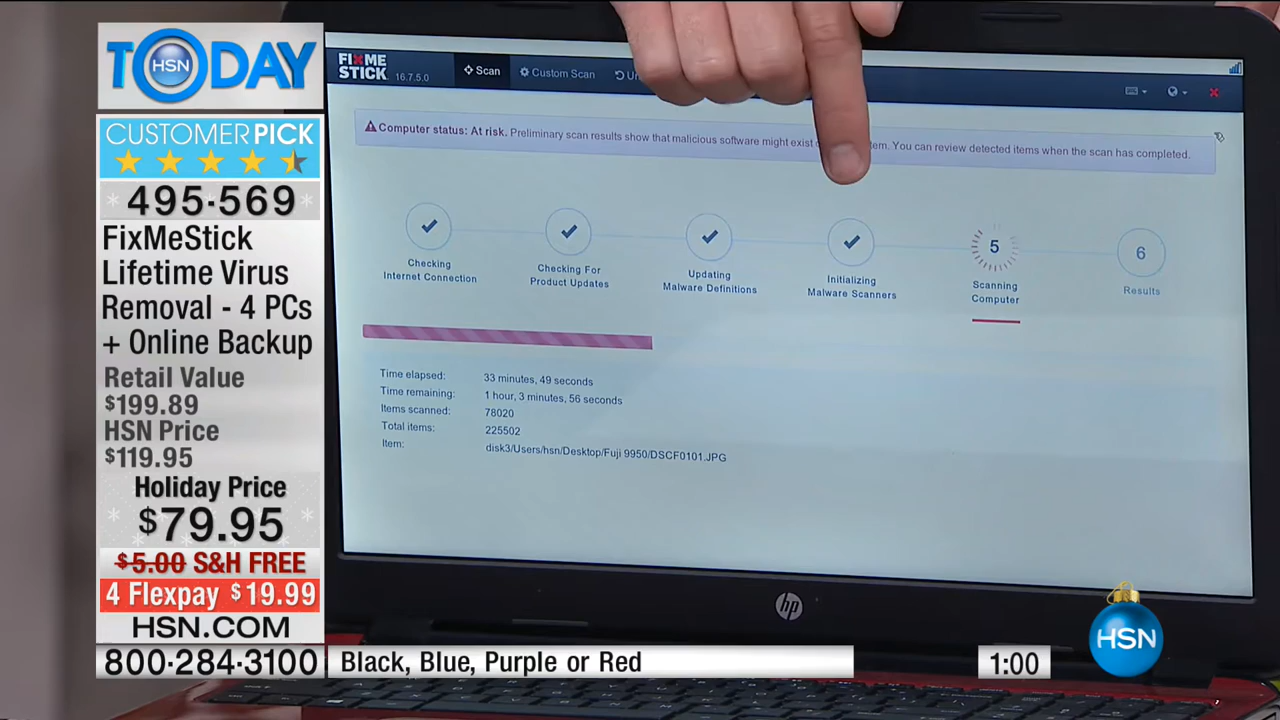 TODAY
HSN
CUSTOMER PICK
495-569
FixMeStick
Lifetime Virus
Removal - 4 PCs
+ Online Backup
Retail Value
$199.89
HSN Price
$119.95
Holiday Price
$79.95
$5.00 S&H FREE
4 Flexpay $19.99
HSN.COM
800-284-3100
Black, Blue, Purple or Red
1:00
HSN
FIXME
STICK
16.7.5.0
Scan
Custom Scan
Computer status: At risk. Preliminary scan results show that malicious software might exist You can review detected items when the scan has completed.
Checking
Internet Connection
Checking For
Product Updates
Updating
Malware Definitions
Initializing
Malware Scanners
5
Scanning
Computer
6
Results
Time elapsed: 33 minutes, 49 seconds
Time remaining: 1 hour, 3 minutes, 56 seconds
Items scanned: 78020
Total items: 225502
Item: disk3/Users/hsn/Desktop/Fuji 9950/DSCF0101.JPG
hp